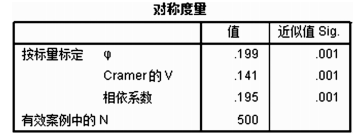 对称度量
值 近似值 Sig.
按标量标定 φ .199 .001
Cramer 的 V .141 .001
相依系数 .195 .001
有效案例中的 N 500